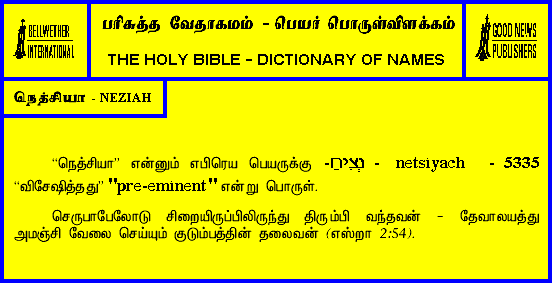 BELLWETHER
INTERNATIONAL
பரிசுத்த வேதாகமம் - பெயர் பொருள்விளக்கம்
THE HOLY BIBLE - DICTIONARY OF NAMES
GOOD NEWS
PUBLISHERS
நெத்சியா - NEZIAH
“நெத்சியா” என்னும் எபிரெய பெயருக்கு -נְצִיחַ - netsiyach - 5335
“விசேஷித்தது” "pre-eminent" என்று பொருள்.
செருபாபேலோடு சிறையிருப்பிலிருந்து திரும்பி வந்தவன் - தேவாலயத்து
அமஞ்சி வேலை செய்யும் குடும்பத்தின் தலைவன் (எஸ்றா 2:54).